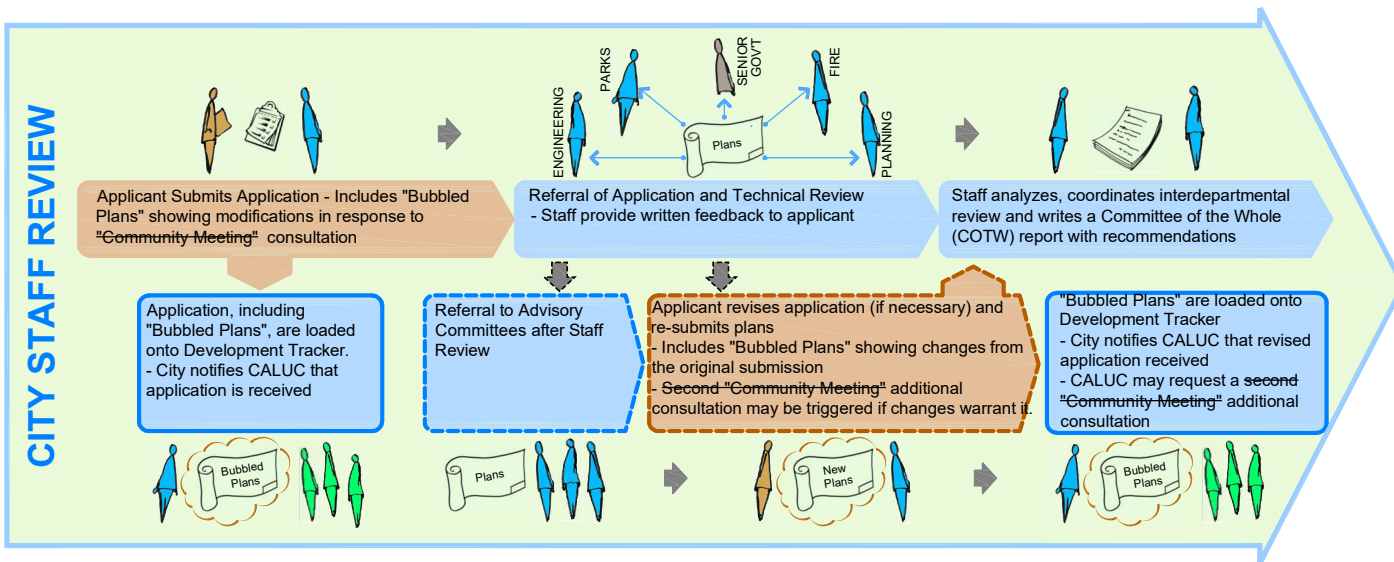 CITY STAFF REVIEW
ENGINEERING
PARKS
SENIOR
GOV'T
FIRE
PLANNING
Plans
Applicant Submits Application - Includes "Bubbled
Plans" showing modifications in response to
"Community Meeting" consultation
Referral of Application and Technical Review
- Staff provide written feedback to applicant
Staff analyzes, coordinates interdepartmental
review and writes a Committee of the Whole
(COTW) report with recommendations
Application, including
"Bubbled Plans", are loaded
onto Development Tracker.
- City notifies CALUC that
application is received
Referral to Advisory
Committees after Staff
Review
Applicant revises application (if necessary) and
re-submits plans
- Includes "Bubbled Plans" showing changes from
the original submission
- Second "Community Meeting" additional
consultation may be triggered if changes warrant it.
"Bubbled Plans" are loaded onto
Development Tracker
- City notifies CALUC that revised
application received
- CALUC may request a second
"Community Meeting" additional
consultation
Bubbled
Plans
Plans
New
Plans
Bubbled
Plans